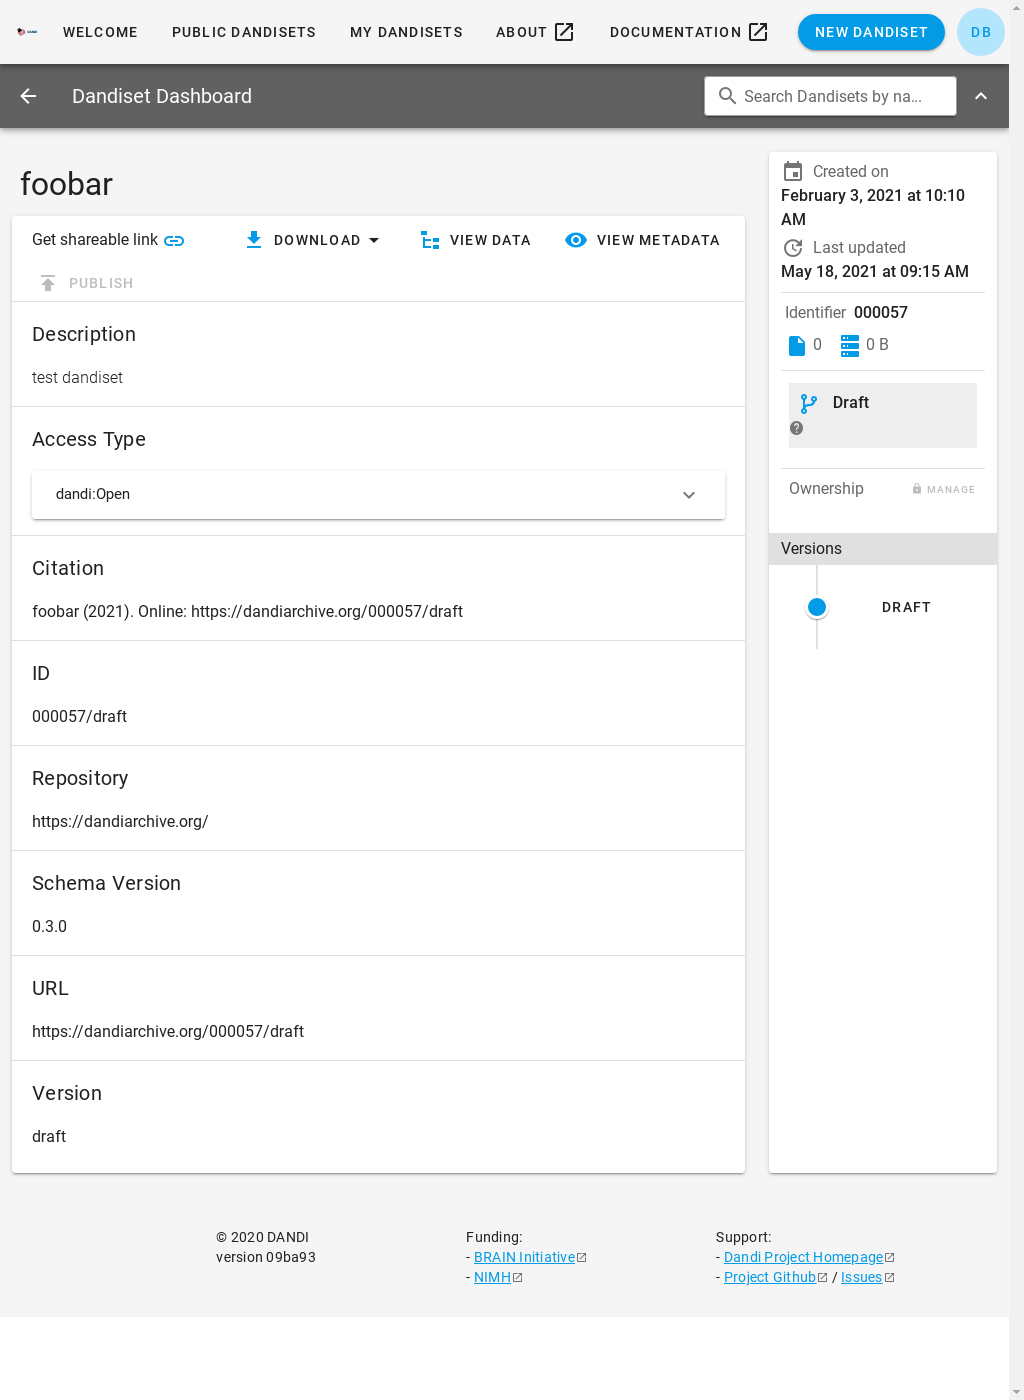 WELCOME PUBLIC DANDISETS MY DANDISETS ABOUT DOCUMENTATION NEW DANDISET DB
Dandiset Dashboard Search Dandisets by na...
foobar
Get shareable link DOWNLOAD VIEW DATA VIEW METADATA
PUBLISH
Description
test dandiset
Access Type
dandi:Open
Citation
foobar (2021). Online: https://dandiarchive.org/000057/draft
ID
000057/draft
Repository
https://dandiarchive.org/
Schema Version
0.3.0
URL
https://dandiarchive.org/000057/draft
Version
draft
Created on
February 3, 2021 at 10:10
AM
Last updated
May 18, 2021 at 09:15 AM
Identifier 000057
0 0 B
Draft
Ownership MANAGE
Versions
DRAFT
© 2020 DANDI
version 09ba93
Funding:
- BRAIN Initiative
- NIMH
Support:
- Dandi Project Homepage
- Project Github / Issues